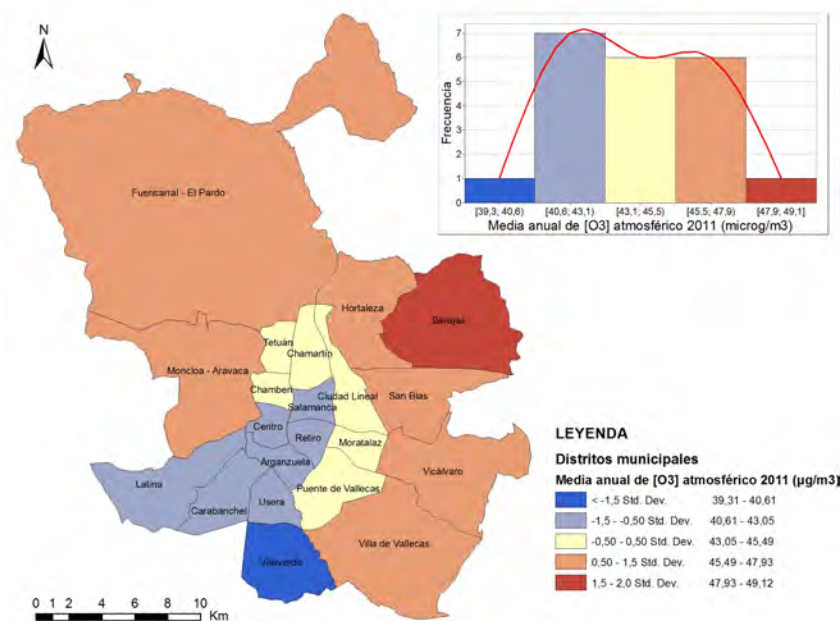 N
Frecuencia
7
6
5
4
3
2
1
0
[39,3; 40,6) [40,6; 43,1) [43,1; 45,5) [45,5; 47,9) [47,9; 49,1]
Media anual de [O3] atmosférico 2011 (microg/m3)
Fuencarral - El Pardo
Hortaleza
Barajas
Tetuán
Chamartín
Moncloa - Aravaca
Chamberí
Ciudad Lineal
San Blas
Salamanca
Centro
Retiro
Moratalaz
Arganzuela
Vicálvaro
Latina
Puente de Vallecas
Usera
Carabanchel
Villa de Vallecas
Villaverde
LEYENDA
Distritos municipales
Media anual de [O3] atmosférico 2011 (µg/m3)
< -1,5 Std. Dev. 39,31 - 40,61
-1,5 - -0,50 Std. Dev. 40,61 - 43,05
-0,50 - 0,50 Std. Dev. 43,05 - 45,49
0,50 - 1,5 Std. Dev. 45,49 - 47,93
1,5 - 2,0 Std. Dev. 47,93 - 49,12
0 1 2 4 6 8 10
Km